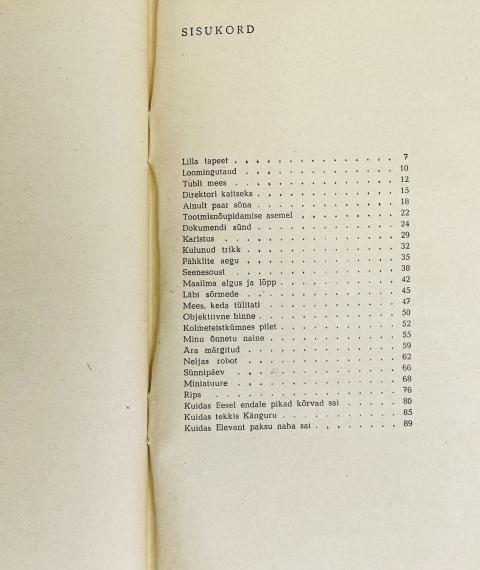 SISUKORD
Lilla tapeet . . . . . . . . . . . . . . . 7
Loomingutaud . . . . . . . . . . . . . . 10
Tubli mees . . . . . . . . . . . . . . . 12
Direktori kaitseks . . . . . . . . . . . . . 15
Ainult paar sõna . . . . . . . . . . . . . 18
Tootmisnõupidamise asemel . . . . . . . . . 22
Dokumendi sünd . . . . . . . . . . . . . 24
Karistus . . . . . . . . . . . . . . . . 29
Kulunud trikk . . . . . . . . . . . . . . 32
Pähklite aegu . . . . . . . . . . . . . . 35
Seenesoust . . . . . . . . . . . . . . . 38
Maailma algus ja lõpp . . . . . . . . . . . 42
Läbi sõrmede . . . . . . . . . . . . . . 45
Mees, keda tülitati . . . . . . . . . . . . 47
Objektiivne hinne . . . . . . . . . . . . . 50
Kolmeteistkümnes pilet . . . . . . . . . . . 52
Minu õnnetu naine . . . . . . . . . . . . 55
Ära märgitud . . . . . . . . . . . . . . 59
Neljas robot . . . . . . . . . . . . . . 62
Sünnipäev . . . . . . . . . . . . . . . 66
Miniatuure . . . . . . . . . . . . . . . 68
Rips . . . . . . . . . . . . . . . . . 76
Kuidas Eesel endale pikad kõrvad sai . . . . . 80
Kuidas tekkis Känguru . . . . . . . . . . . 85
Kuidas Elevant paksu naha sai . . . . . . . . 89